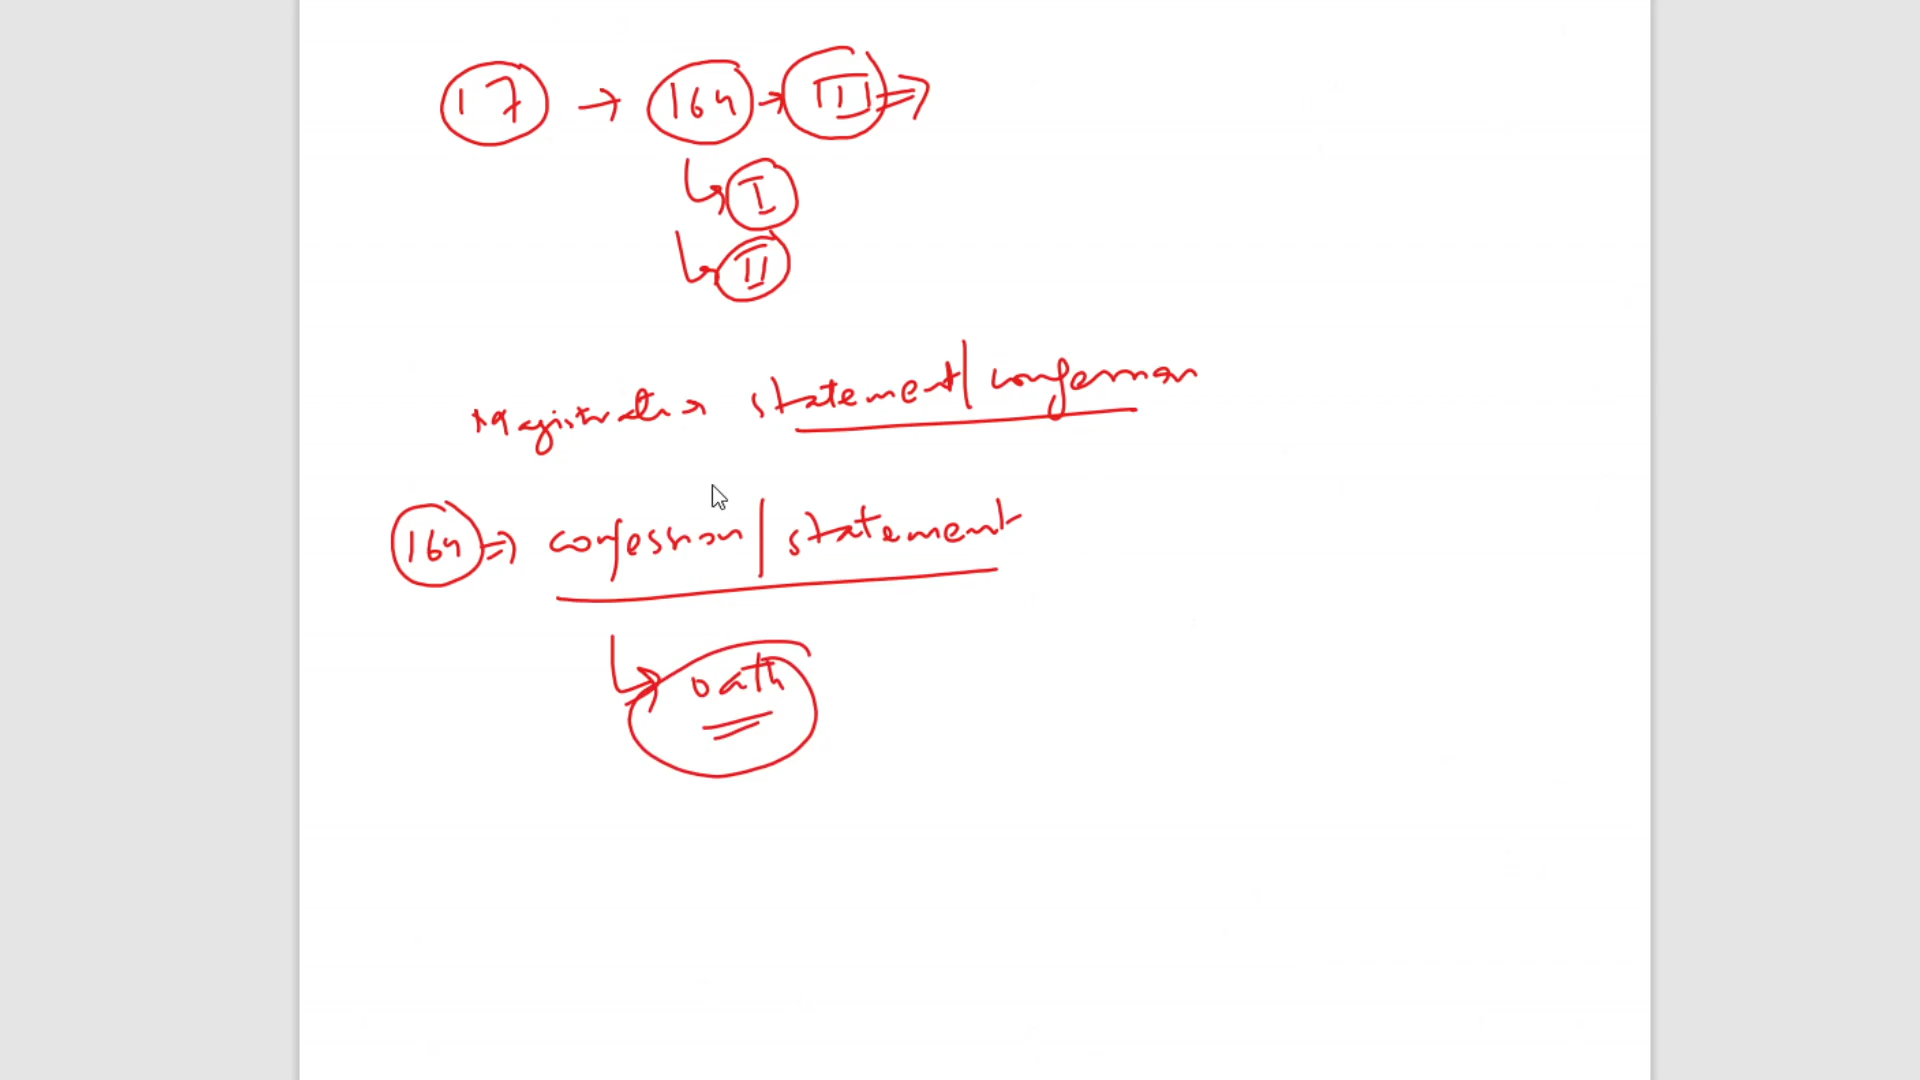 17 → 164 → III ⇒
↳ I
↳ II
Magistrate statement/confession
164 ⇒ confession/statement
↳ oath